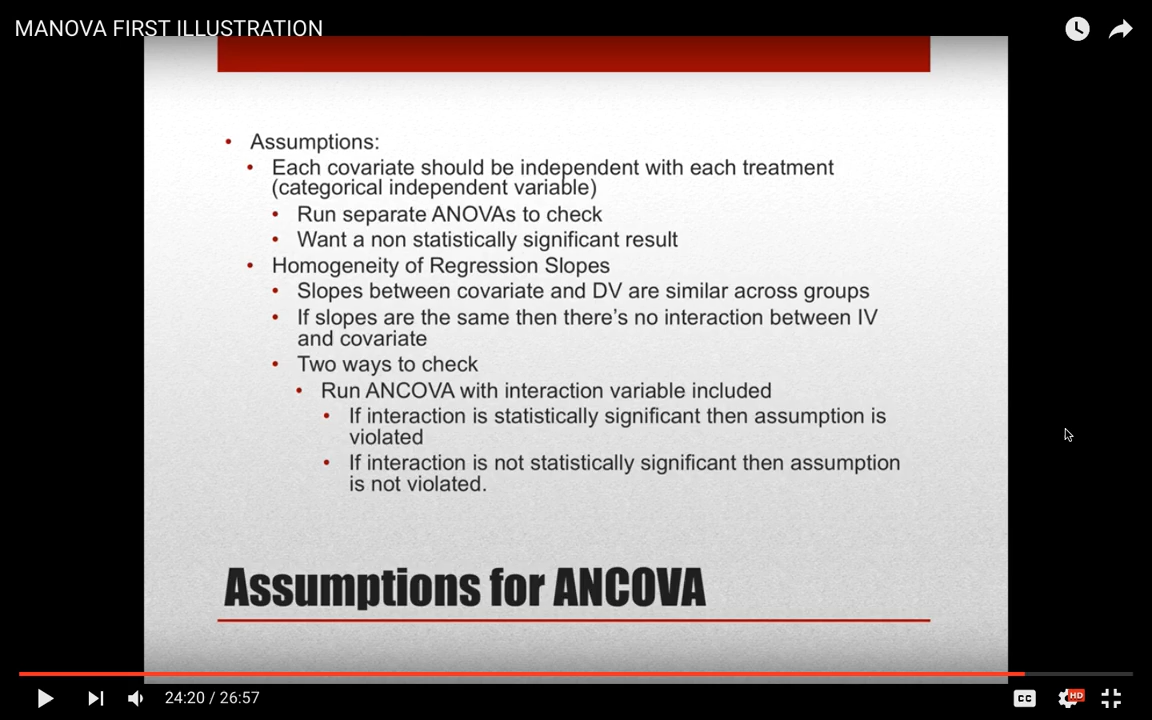 MANOVA FIRST ILLUSTRATION
• Assumptions:
• Each covariate should be independent with each treatment
(categorical independent variable)
• Run separate ANOVAs to check
• Want a non statistically significant result
• Homogeneity of Regression Slopes
• Slopes between covariate and DV are similar across groups
• If slopes are the same then there’s no interaction between IV
and covariate
• Two ways to check
• Run ANCOVA with interaction variable included
• If interaction is statistically significant then assumption is
violated
• If interaction is not statistically significant then assumption
is not violated.
Assumptions for ANCOVA
24:20 / 26:57
CC
HD